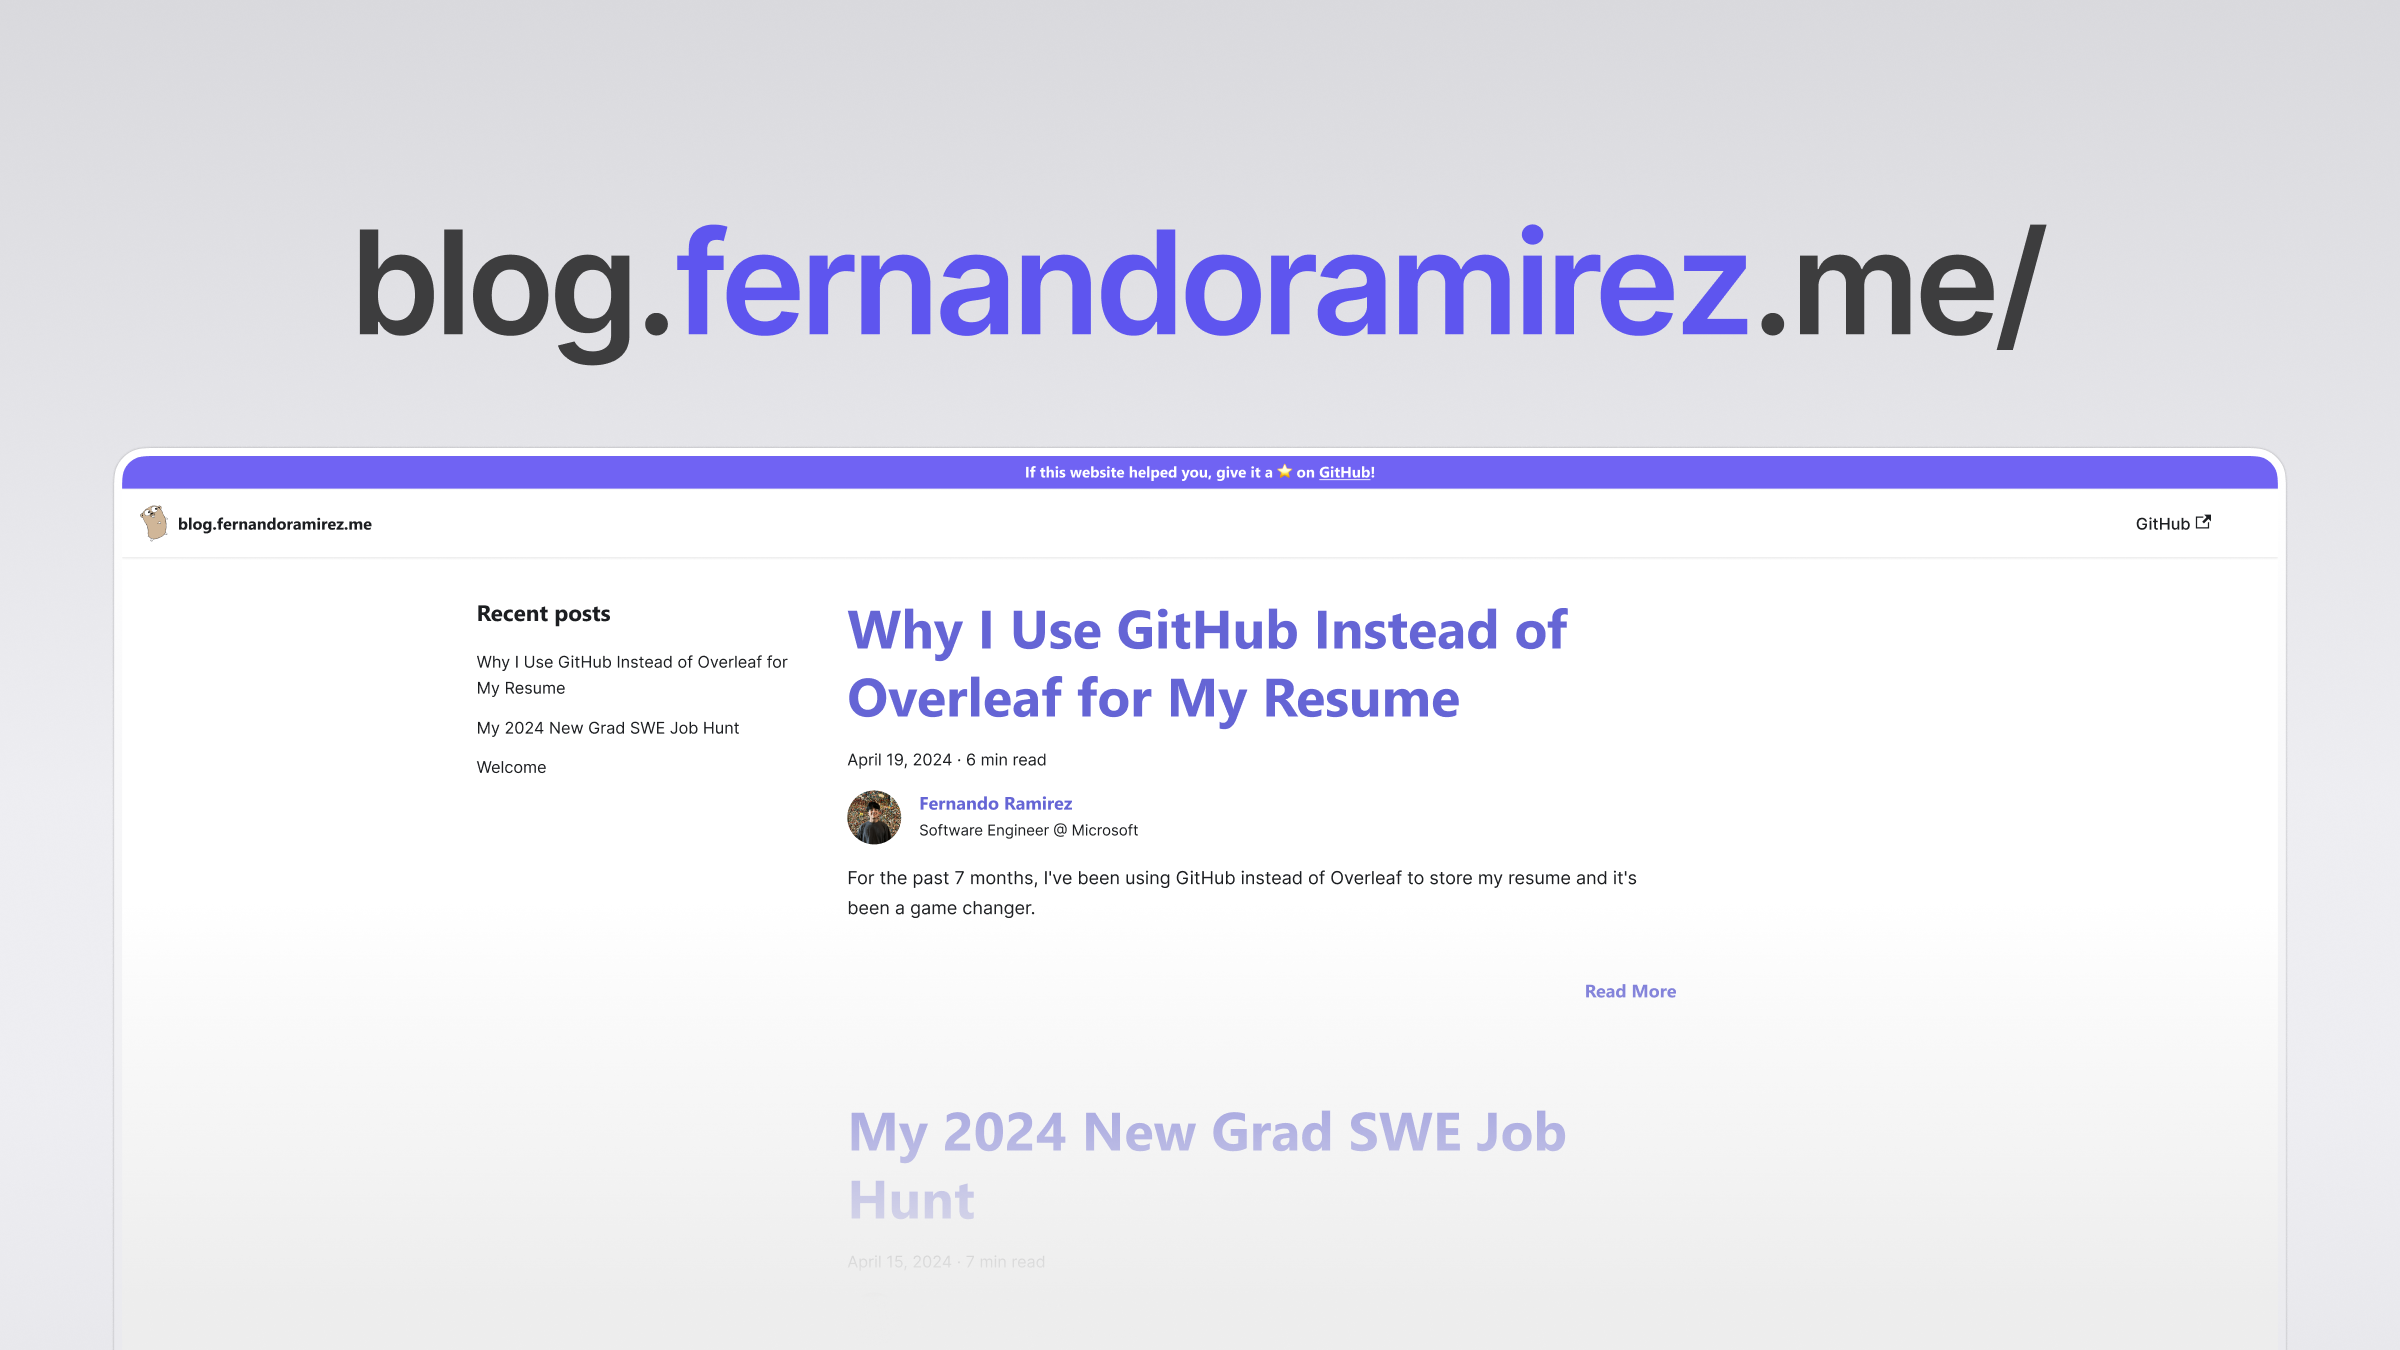 blog.fernandoramirez.me/
If this website helped you, give it a ⭐ on GitHub!
blog.fernandoramirez.me
GitHub
Recent posts
Why I Use GitHub Instead of Overleaf for
My Resume
My 2024 New Grad SWE Job Hunt
Welcome
Why I Use GitHub Instead of
Overleaf for My Resume
April 19, 2024 · 6 min read
Fernando Ramirez
Software Engineer @ Microsoft
For the past 7 months, I've been using GitHub instead of Overleaf to store my resume and it's
been a game changer.
Read More
My 2024 New Grad SWE Job
Hunt
April 15, 2024 · 7 min read